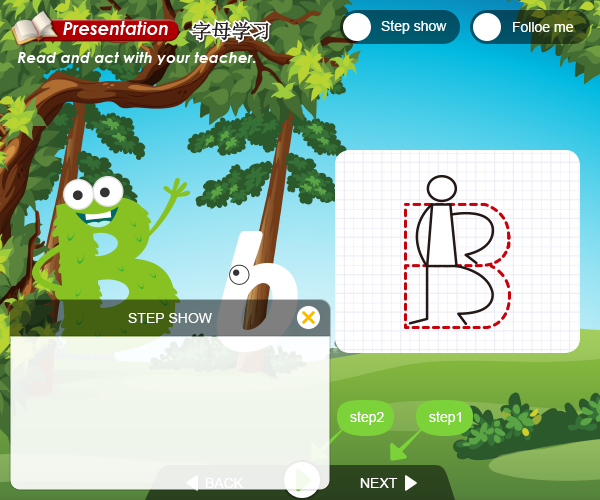 Presentation 字母学习
Step show
Folloe me
Read and act with your teacher.
B
b
STEP SHOW
step2
step1
BACK
NEXT